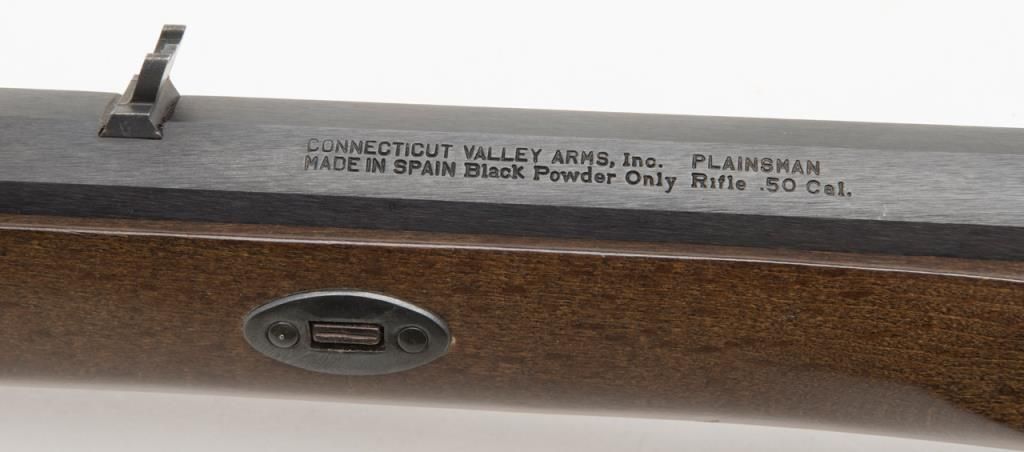 CONNECTICUT VALLEY ARMS, Inc. PLAINSMAN
MADE IN SPAIN Black Powder Only Rifle .50 Cal.